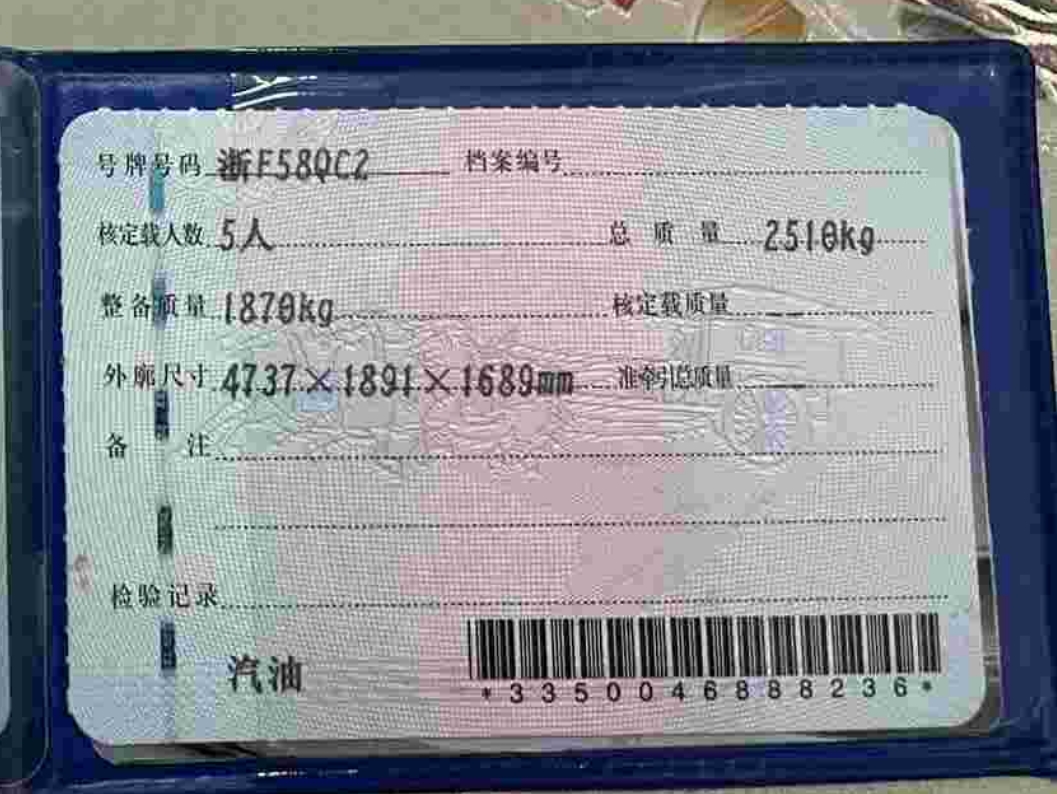 号牌号码 浙F58QC2 档案编号
核定载人数 5人 总质量 2510kg
整备质量 1870kg 核定载质量 --
外廓尺寸 4737×1891×1689mm 准牵引总质量 --
备注
检验记录
汽油
*3350046888236*